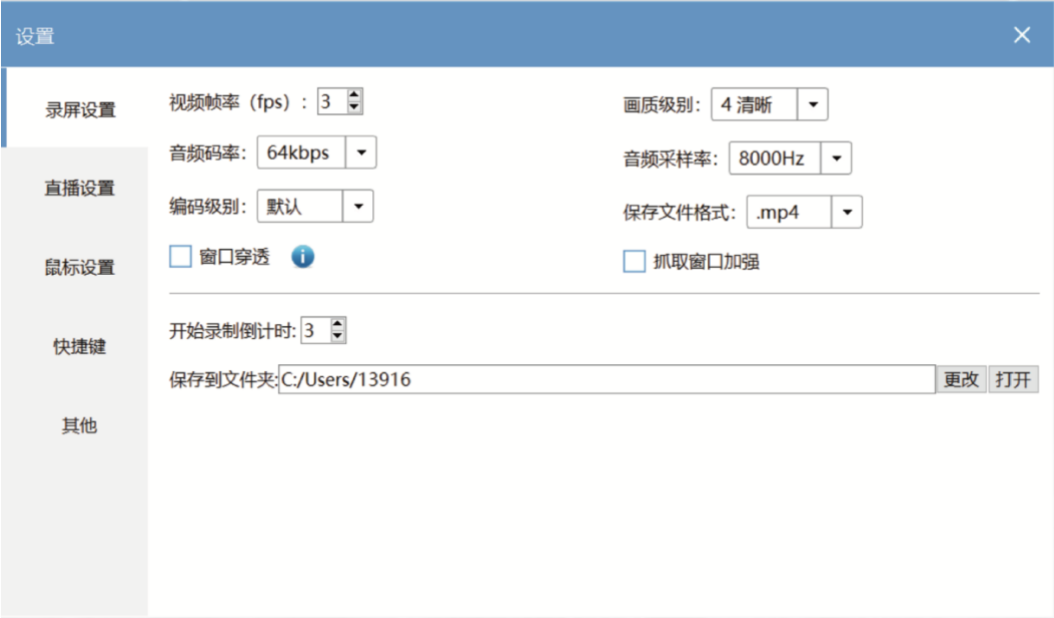 设置
录屏设置
直播设置
鼠标设置
快捷键
其他
视频帧率（fps）: 3
画质级别: 4 清晰
音频码率: 64kbps
音频采样率: 8000Hz
编码级别: 默认
保存文件格式: .mp4
窗口穿透
抓取窗口加强
开始录制倒计时: 3
保存到文件夹: C:/Users/13916 更改 打开